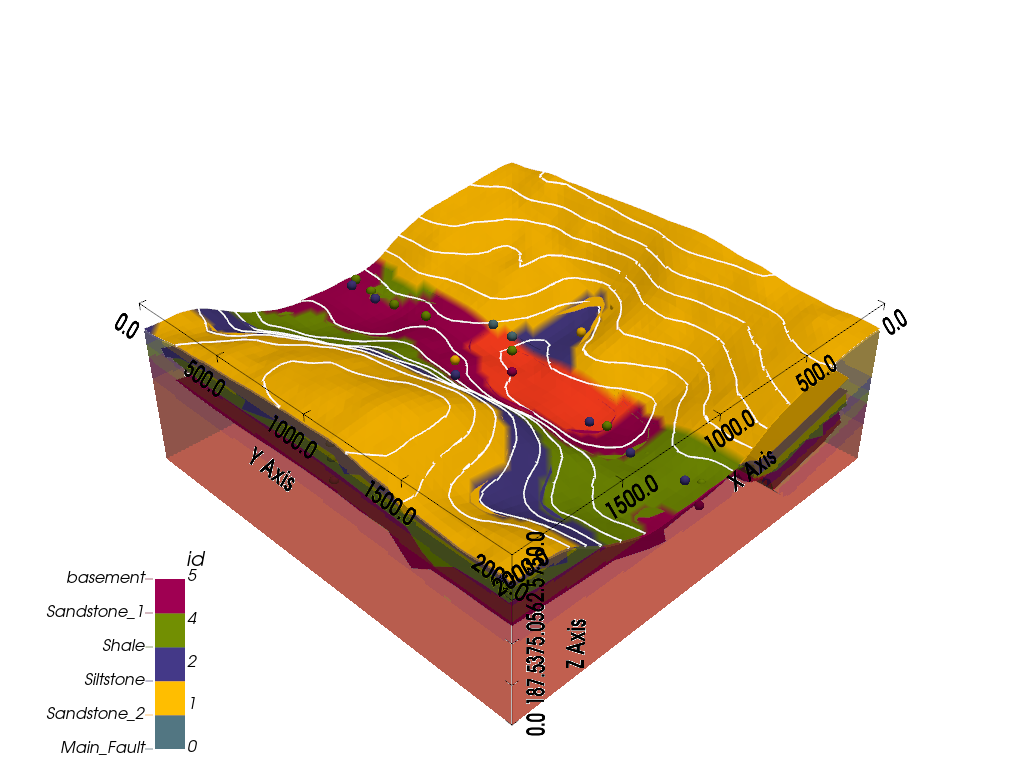 0.0
500.0
1000.0
Y Axis
1500.0
0.0
500.0
1000.0
X Axis
1500.0
0.0
187.5
375.0
562.5
Z Axis
id
basement
5
Sandstone_1
4
Shale
2
Siltstone
1
Sandstone_2
Main_Fault
0